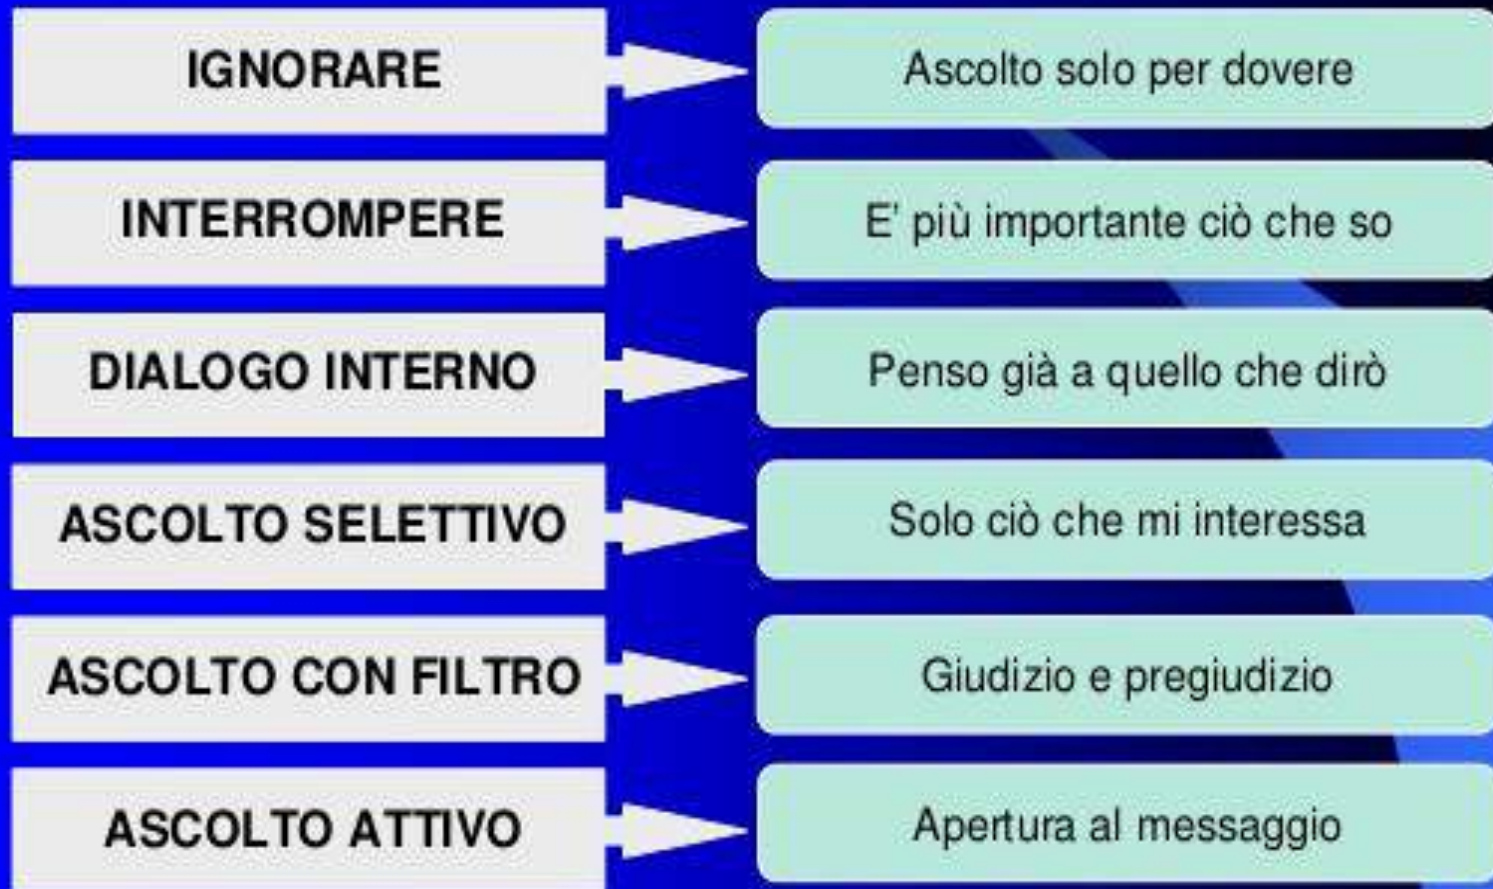 IGNORARE
Ascolto solo per dovere
INTERROMPERE
E' più importante ciò che so
DIALOGO INTERNO
Penso già a quello che dirò
ASCOLTO SELETTIVO
Solo ciò che mi interessa
ASCOLTO CON FILTRO
Giudizio e pregiudizio
ASCOLTO ATTIVO
Apertura al messaggio